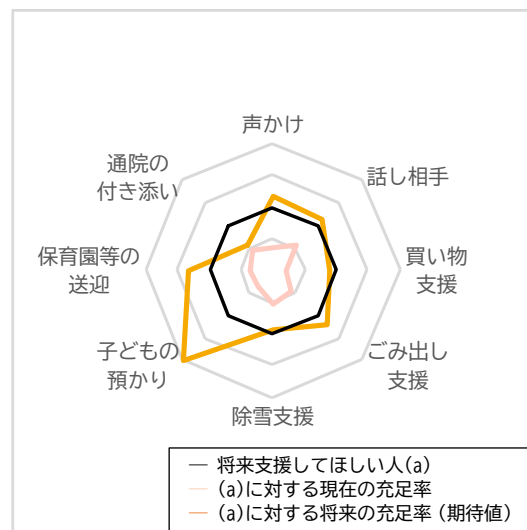 声かけ
通院の
付き添い
話し相手
保育園等の
送迎
買い物
支援
子どもの
預かり
ごみ出し
支援
除雪支援
将来支援してほしい人(a)
(a)に対する現在の充足率
(a)に対する将来の充足率(期待値)